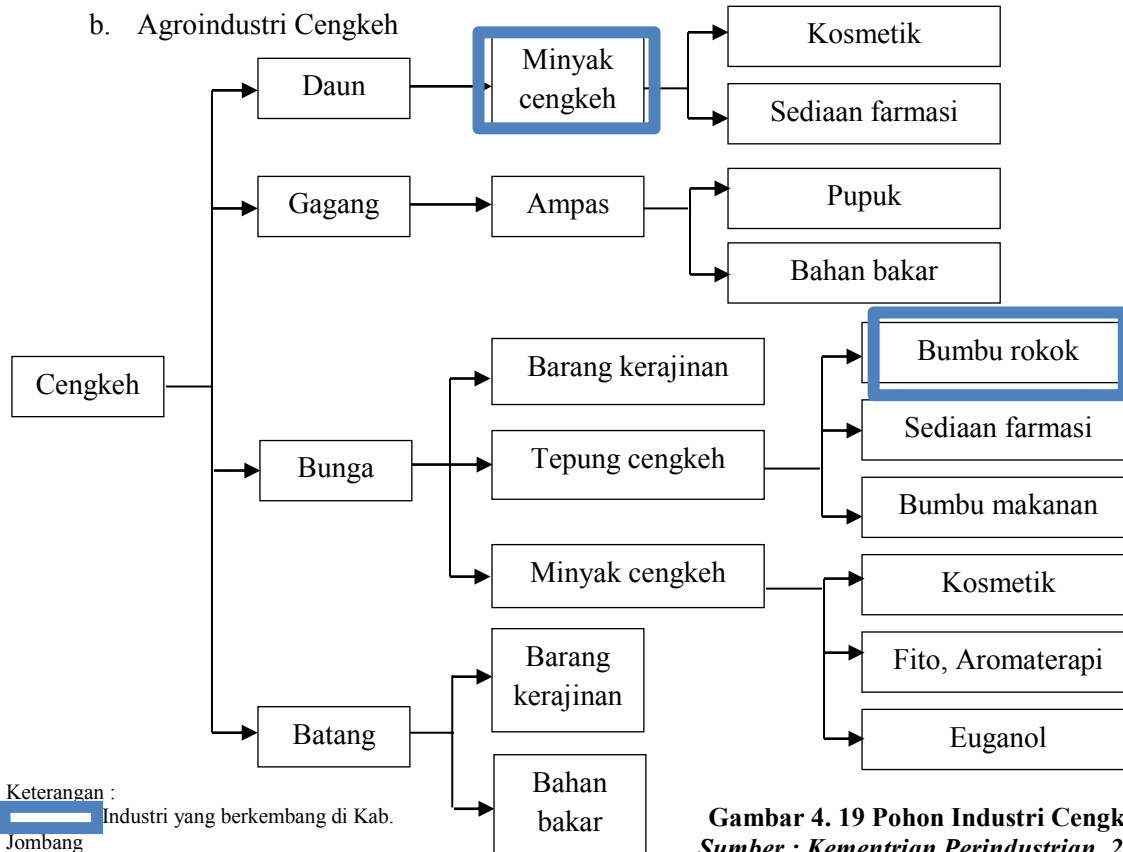 b. Agroindustri Cengkeh
Daun
Minyak
cengkeh
Kosmetik
Sediaan farmasi
Gagang
Ampas
Pupuk
Bahan bakar
Cengkeh
Bunga
Barang kerajinan
Tepung cengkeh
Bumbu rokok
Sediaan farmasi
Bumbu makanan
Minyak cengkeh
Kosmetik
Fito, Aromaterapi
Euganol
Batang
Barang
kerajinan
Bahan
bakar
Keterangan :
Industri yang berkembang di Kab.
Jombang
Gambar 4. 19 Pohon Industri Cengk
Sumber : Kementrian Perindustrian, 2